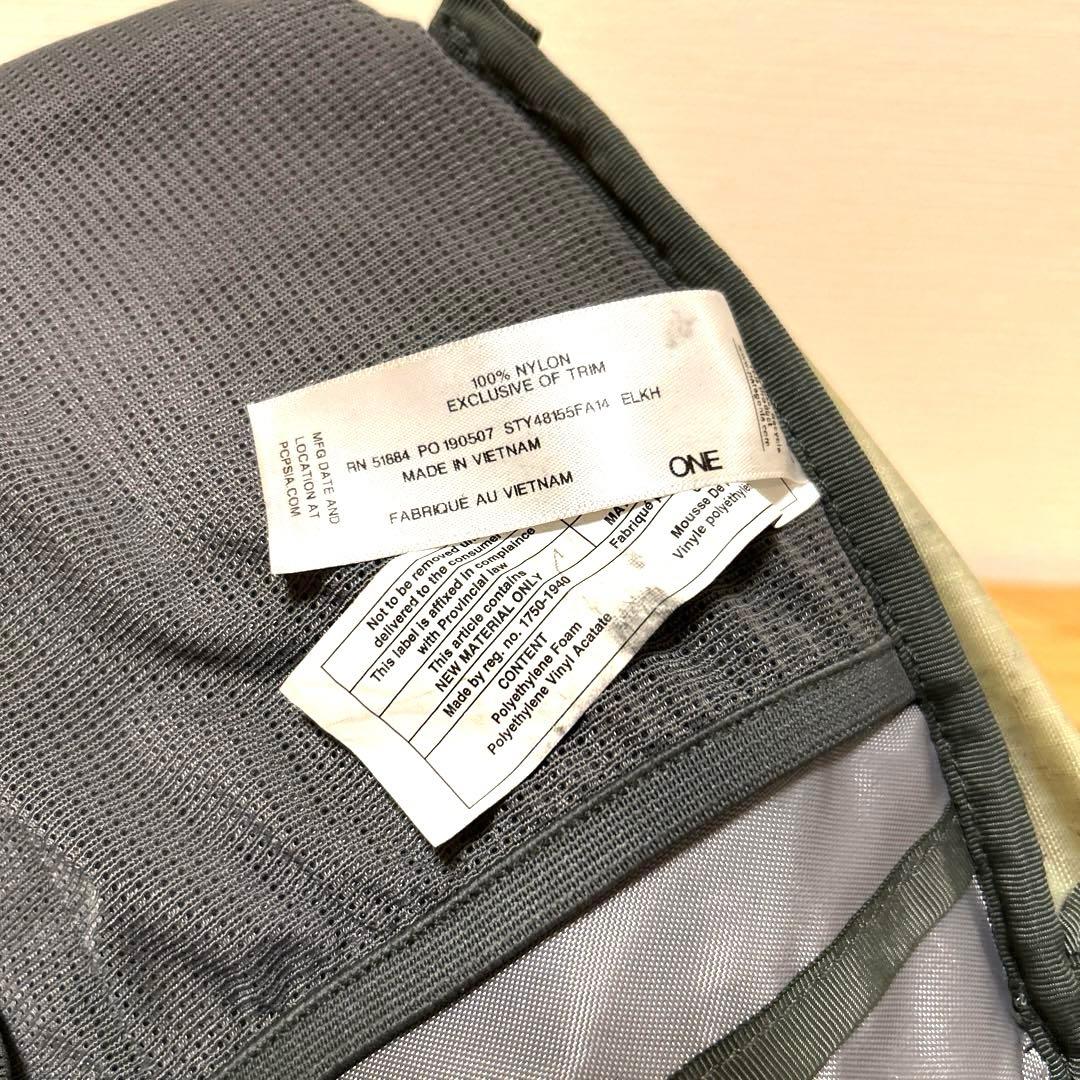 100% NYLON
EXCLUSIVE OF TRIM
RN 51884 PO 190507 STY48155FA14 ELKH
MADE IN VIETNAM
FABRIQUÉ AU VIETNAM
ONE
MFG DATE AND
LOCATION AT
PCPSIA.COM
Not to be removed
delivered to the consumer
This label is affixed in complaince
with Provincial law
This article contains
NEW MATERIAL ONLY
Made by reg. no. 1750-1940
CONTENT
Polyethylene Foam
Polyethylene Vinyl Acatate
Mousse De
Vinyle polyéthylè